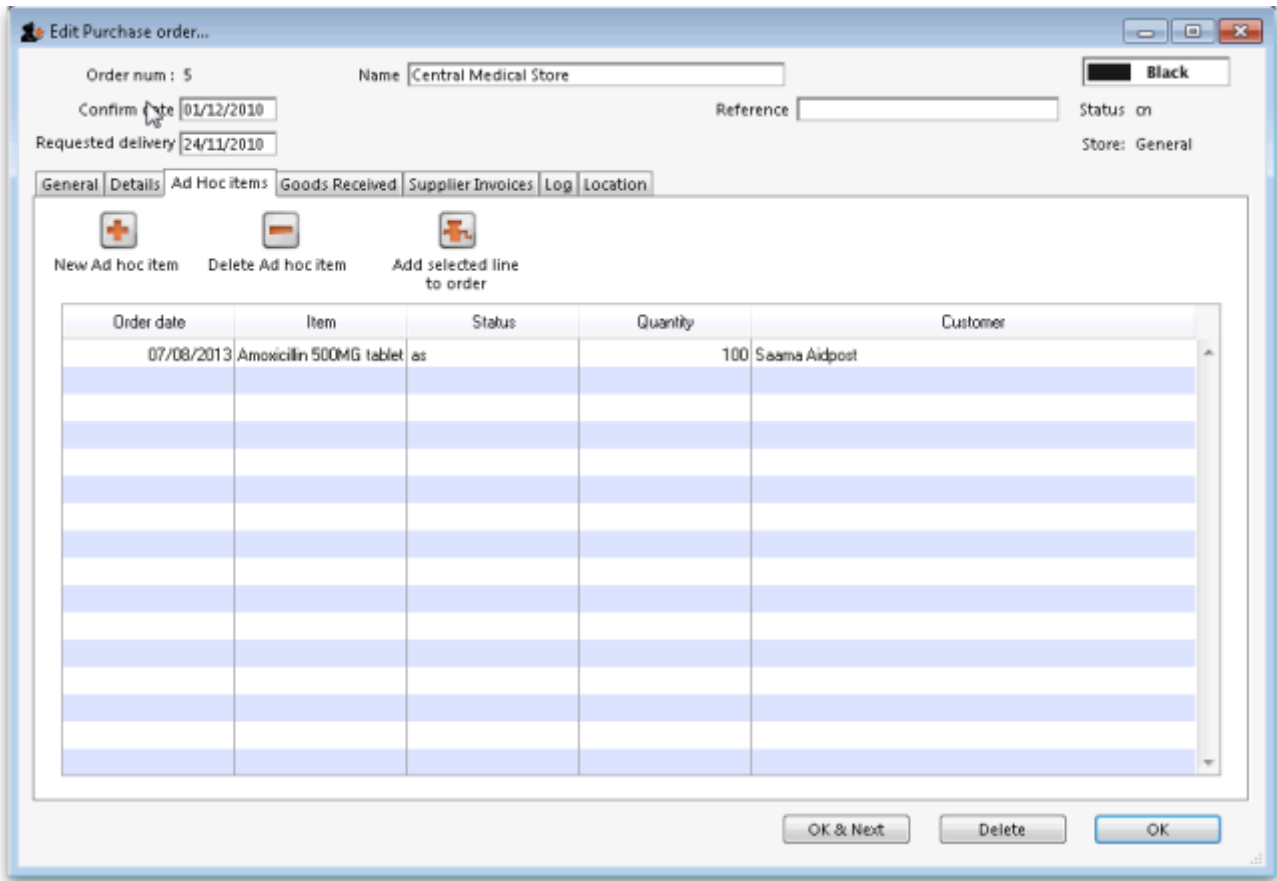 Edit Purchase order...
Order num : 5 Name Central Medical Store Black
Confirm date 01/12/2010 Reference Status cn
Requested delivery 24/11/2010 Store: General
General Details Ad Hoc items Goods Received Supplier Invoices Log Location
New Ad hoc item Delete Ad hoc item Add selected line
to order
Order date Item Status Quantity Customer
07/08/2013 Amoxicillin 500MG tablet as 100 Saama Aidpost
OK & Next Delete OK